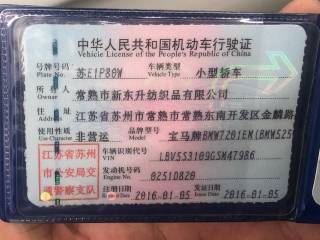 中华人民共和国机动车行驶证
Vehicle License of the People's Republic of China
号牌号码 苏E1P80W 车辆类型 小型轿车
Plate No. Vehicle Type
所有人 常熟市新东升纺织品有限公司
Owner
住址 江苏省苏州市常熟市常熟东南开发区金麟路
Address
使用性质 非营运 品牌型号 宝马牌BMW7201EM(BMW525
Use Character Model
江苏省苏州
市公安局交
通警察支队
车辆识别代号 LBV5S3109GSM47986
VIN
发动机号码 0251D820
Engine No.
注册日期 2016-01-05 发证日期 2016-01-05
Register Date Issue Date